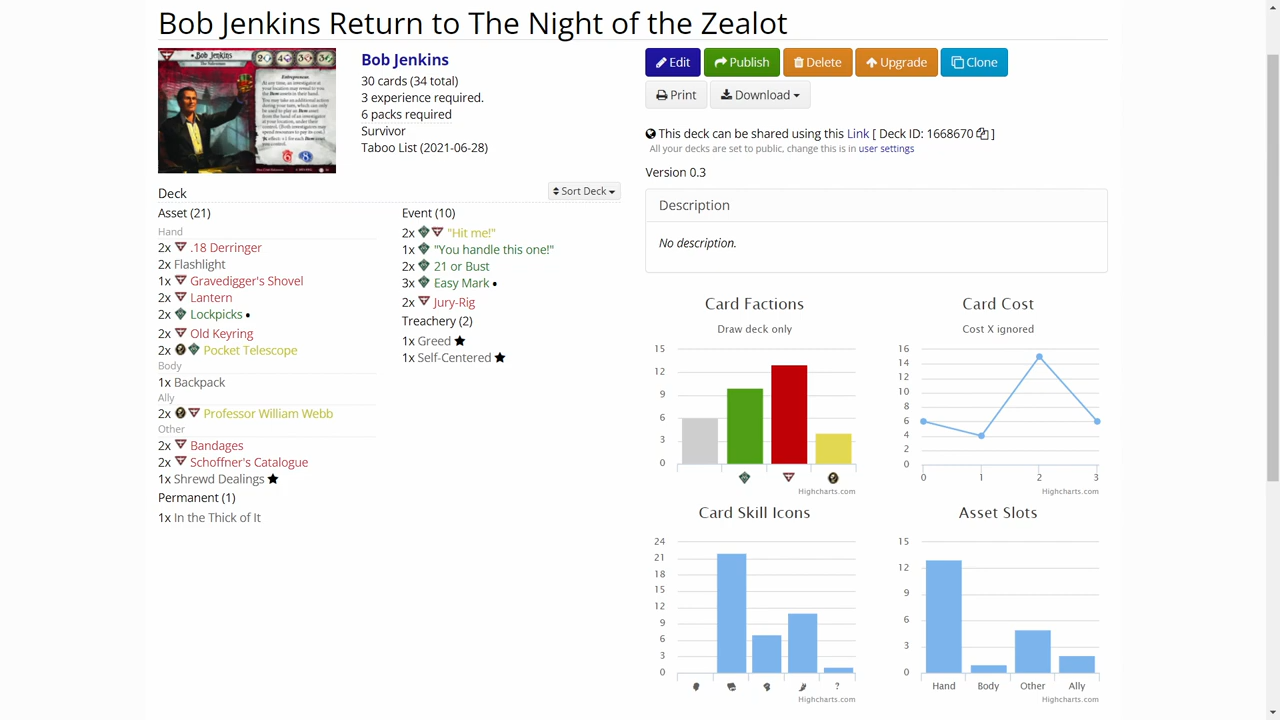 Bob Jenkins Return to The Night of the Zealot
Bob Jenkins
30 cards (34 total)
3 experience required.
6 packs required
Survivor
Taboo List (2021-06-28)
Edit
Publish
Delete
Upgrade
Clone
Print
Download
This deck can be shared using this Link [ Deck ID: 1668670
All your decks are set to public, change this is in user settings
Version 0.3
Description
No description.
Deck
Sort Deck
Asset (21)
Hand
2x .18 Derringer
2x Flashlight
1x Gravedigger's Shovel
2x Lantern
2x Lockpicks •
2x Old Keyring
2x Pocket Telescope
Body
1x Backpack
Ally
2x Professor William Webb
Other
2x Bandages
2x Schoffner's Catalogue
1x Shrewd Dealings ★
Permanent (1)
1x In the Thick of It
Event (10)
2x "Hit me!"
1x "You handle this one!"
2x 21 or Bust
3x Easy Mark •
2x Jury-Rig
Treachery (2)
1x Greed ★
1x Self-Centered ★
Card Factions
Draw deck only
15
12
9
6
3
0
Highcharts.com
Card Cost
Cost X ignored
16
14
12
10
8
6
4
2
0
0 1 2 3
Highcharts.com
Card Skill Icons
24
21
18
15
12
9
6
3
0
?
Highcharts.com
Asset Slots
15
12
9
6
3
0
Hand Body Other Ally
Highcharts.com